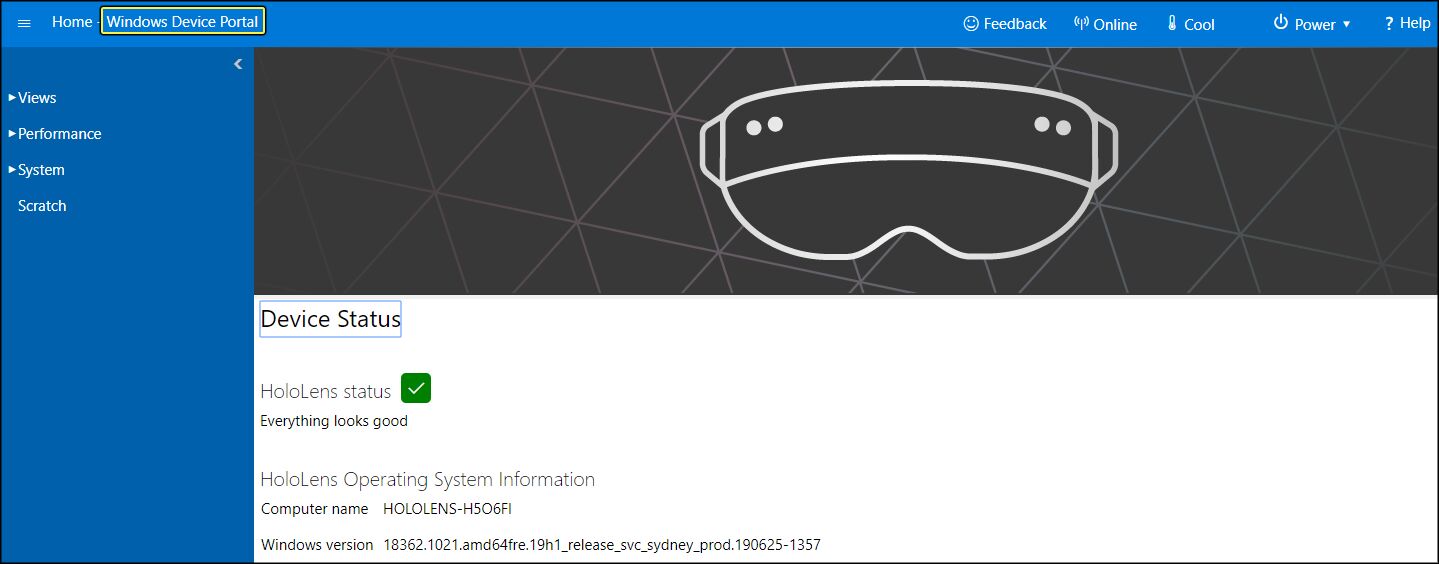 Home - Windows Device Portal
Feedback
Online
Cool
Power
? Help
Views
Performance
System
Scratch
Device Status
HoloLens status
Everything looks good
HoloLens Operating System Information
Computer name HOLOLENS-H5O6FI
Windows version 18362.1021.amd64fre.19h1_release_svc_sydney_prod.190625-1357